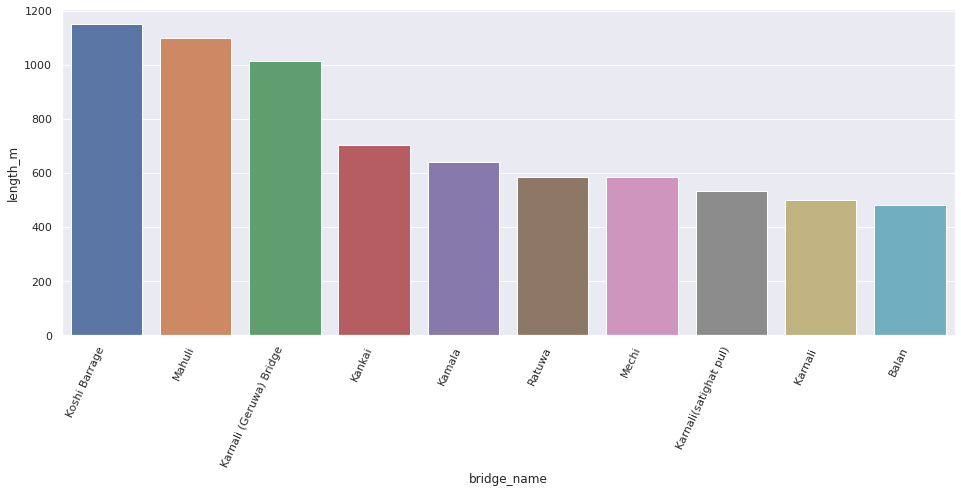 1200
1000
800
600
400
200
0
length_m
Koshi Barrage
Mahuli
Karnali (Geruwa) Bridge
Kankai
Kamala
Ratuwa
Mechi
Karnali(satighat pul)
Karnali
Balan
bridge_name